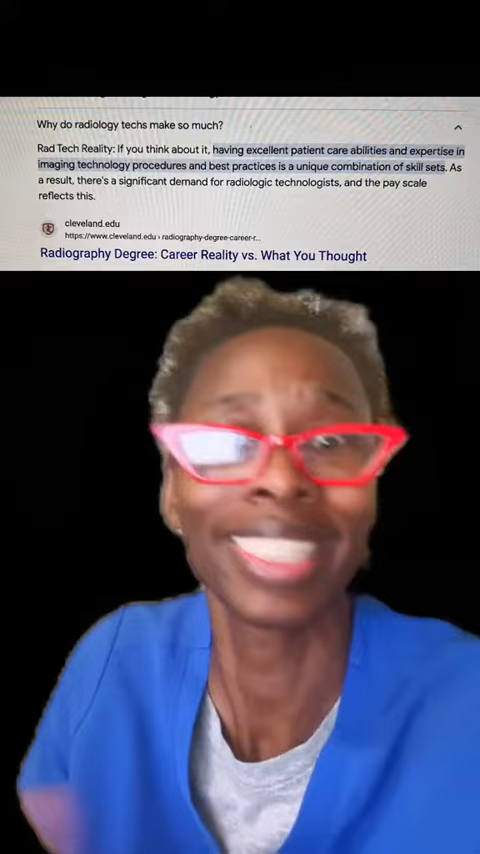 Why do radiology techs make so much?
Rad Tech Reality: If you think about it, having excellent patient care abilities and expertise in
imaging technology procedures and best practices is a unique combination of skill sets. As
a result, there's a significant demand for radiologic technologists, and the pay scale
reflects this.
cleveland.edu
https://www.cleveland.edu › radiography-degree-career-r...
Radiography Degree: Career Reality vs. What You Thought